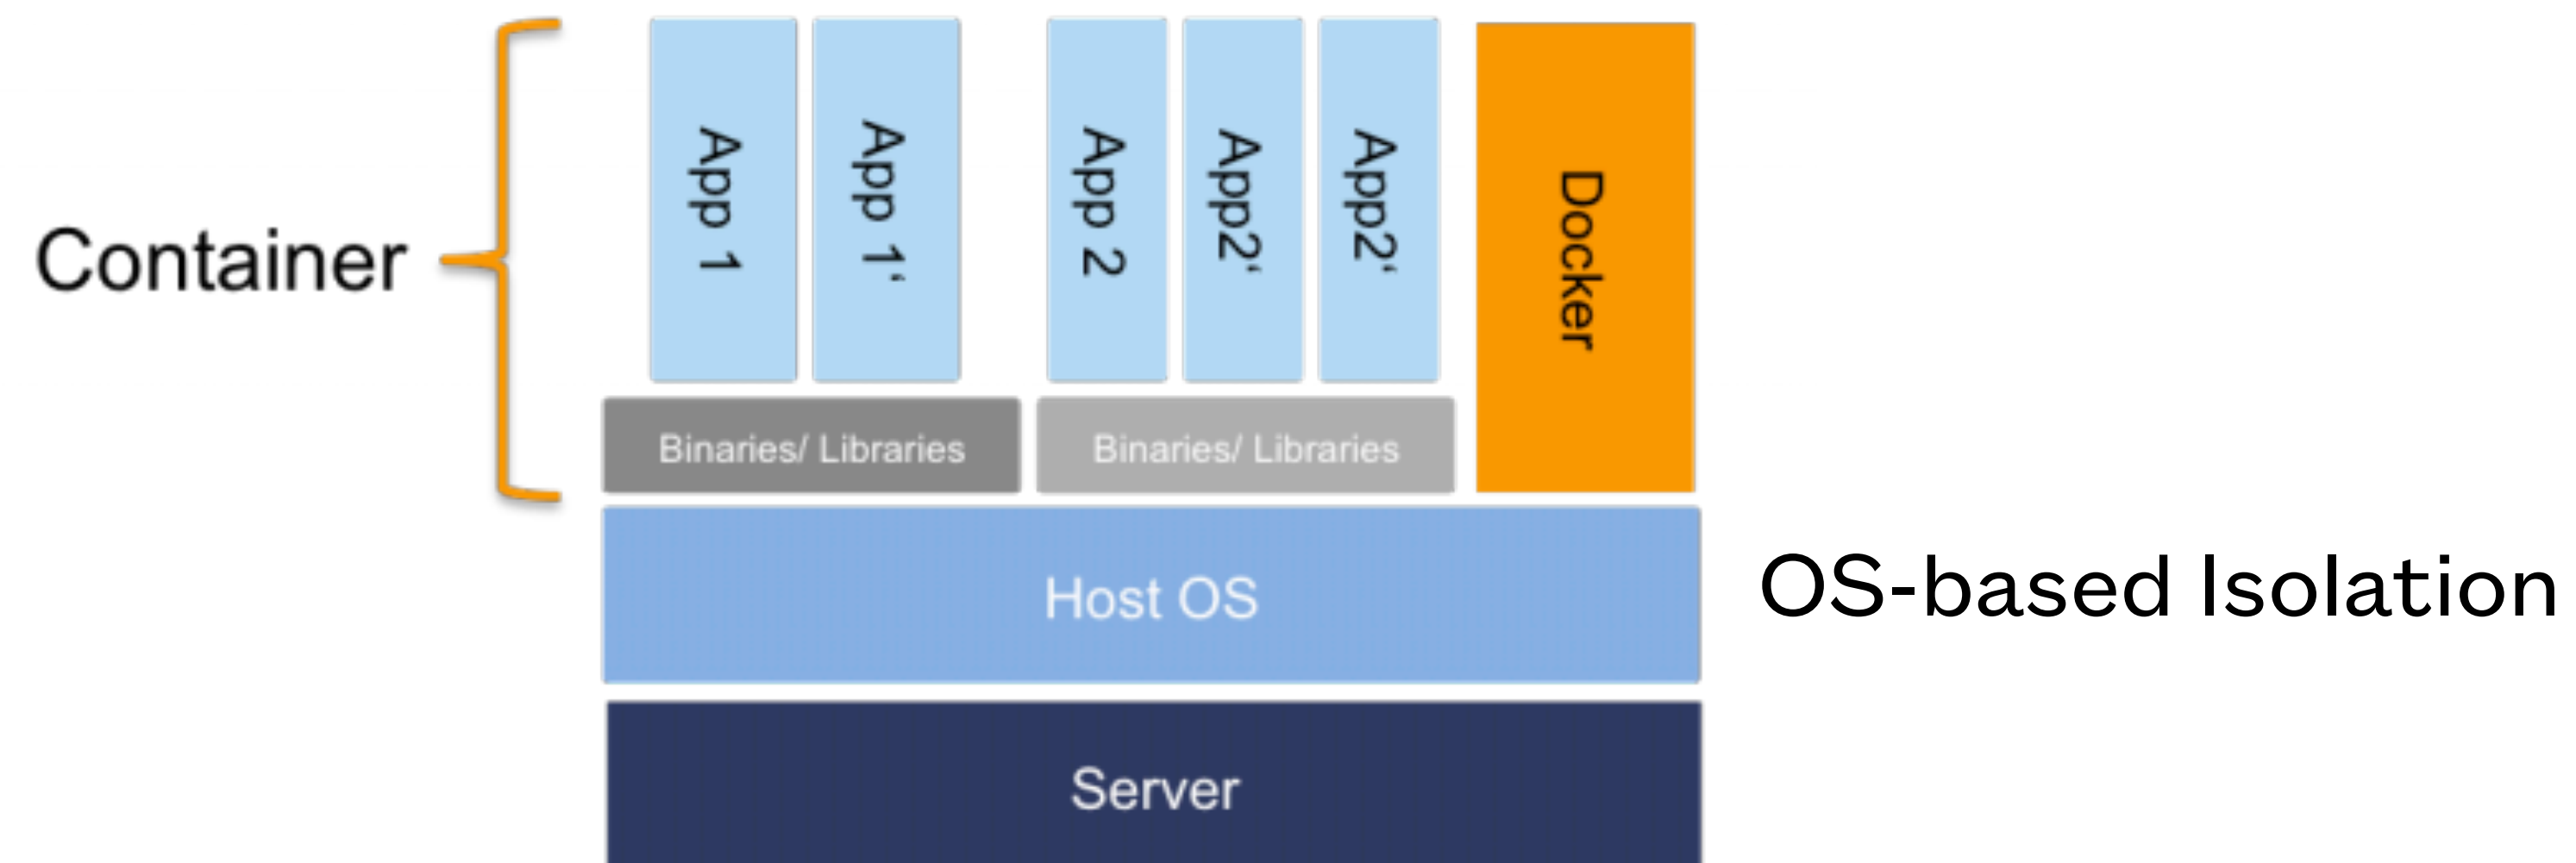 Container
App 1
App 1‘
App 2
App2‘
App2‘
Docker
Binaries/ Libraries
Binaries/ Libraries
Host OS
OS-based Isolation
Server